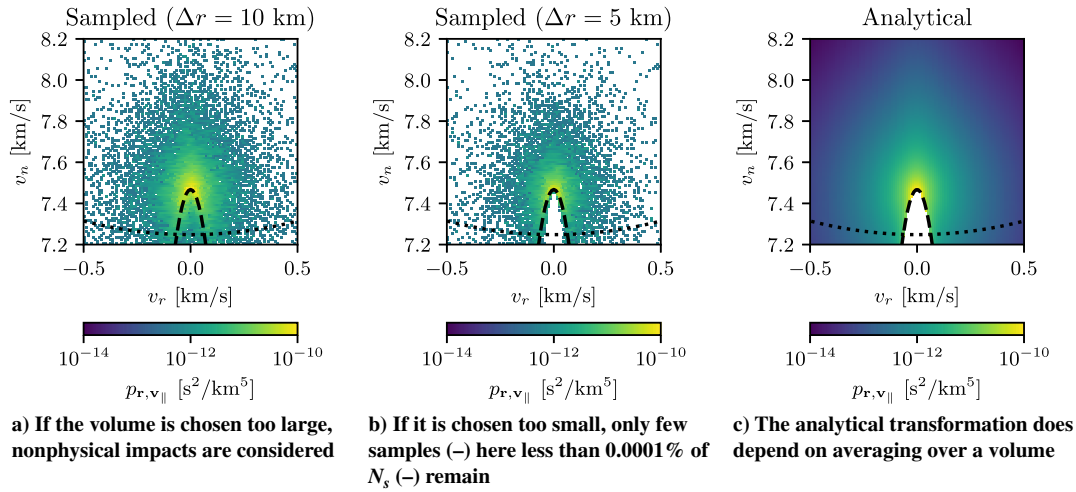 Sampled (Δr = 10 km)
8.2
8.0
7.8
7.6
7.4
7.2
v_n [km/s]
−0.5
0.0
0.5
v_r [km/s]
10^−14
10^−12
10^−10
p_r,v∥ [s²/km⁵]
a) If the volume is chosen too large,
nonphysical impacts are considered
Sampled (Δr = 5 km)
8.2
8.0
7.8
7.6
7.4
7.2
v_n [km/s]
−0.5
0.0
0.5
v_r [km/s]
10^−14
10^−12
10^−10
p_r,v∥ [s²/km⁵]
b) If it is chosen too small, only few
samples (–) here less than 0.0001% of
N_s (–) remain
Analytical
8.2
8.0
7.8
7.6
7.4
7.2
v_n [km/s]
−0.5
0.0
0.5
v_r [km/s]
10^−14
10^−12
10^−10
p_r,v∥ [s²/km⁵]
c) The analytical transformation does
depend on averaging over a volume